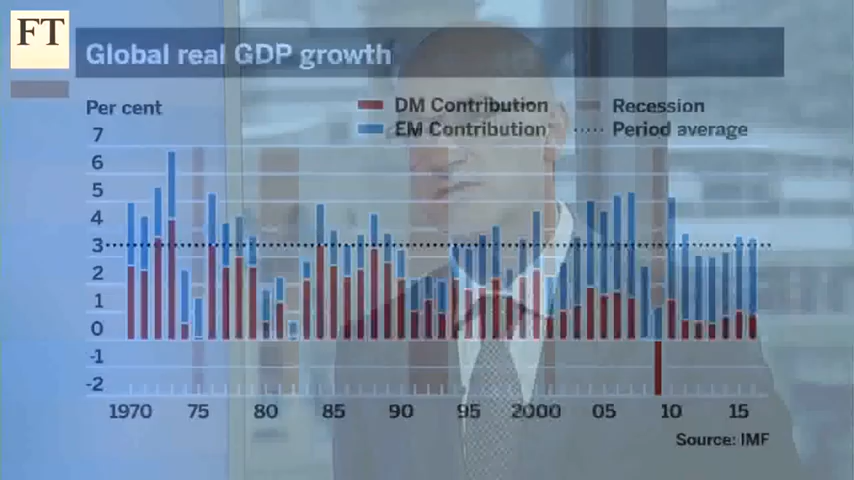 FT
Global real GDP growth
Per cent
DM Contribution
Recession
EM Contribution
Period average
7
6
5
4
3
2
1
0
-1
-2
1970 75 80 85 90 95 2000 05 10 15
Source: IMF